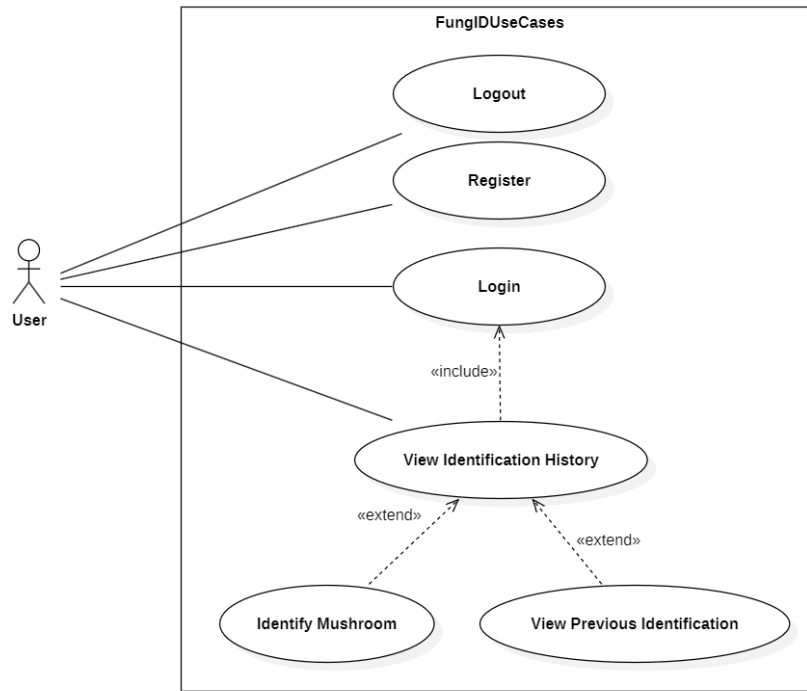 FungIDUseCases
Logout
Register
Login
User
«include»
View Identification History
«extend»
«extend»
Identify Mushroom
View Previous Identification